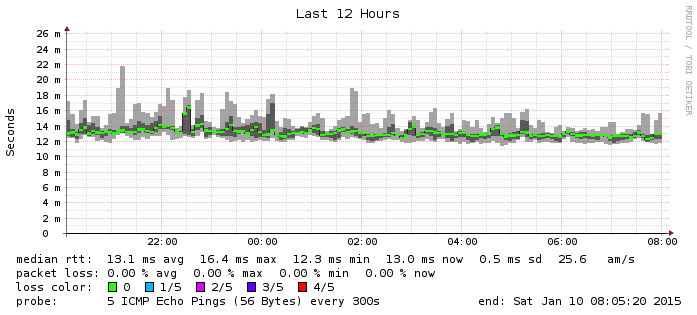 Last 12 Hours
RRDTOOL / TOBI OETIKER
Seconds
26 m
24 m
22 m
20 m
18 m
16 m
14 m
12 m
10 m
8 m
6 m
4 m
2 m
0
22:00 00:00 02:00 04:00 06:00 08:00
median rtt: 13.1 ms avg 16.4 ms max 12.3 ms min 13.0 ms now 0.5 ms sd 25.6 am/s
packet loss: 0.00 % avg 0.00 % max 0.00 % min 0.00 % now
loss color: 0 1/5 2/5 3/5 4/5
probe: 5 ICMP Echo Pings (56 Bytes) every 300s end: Sat Jan 10 08:05:20 2015